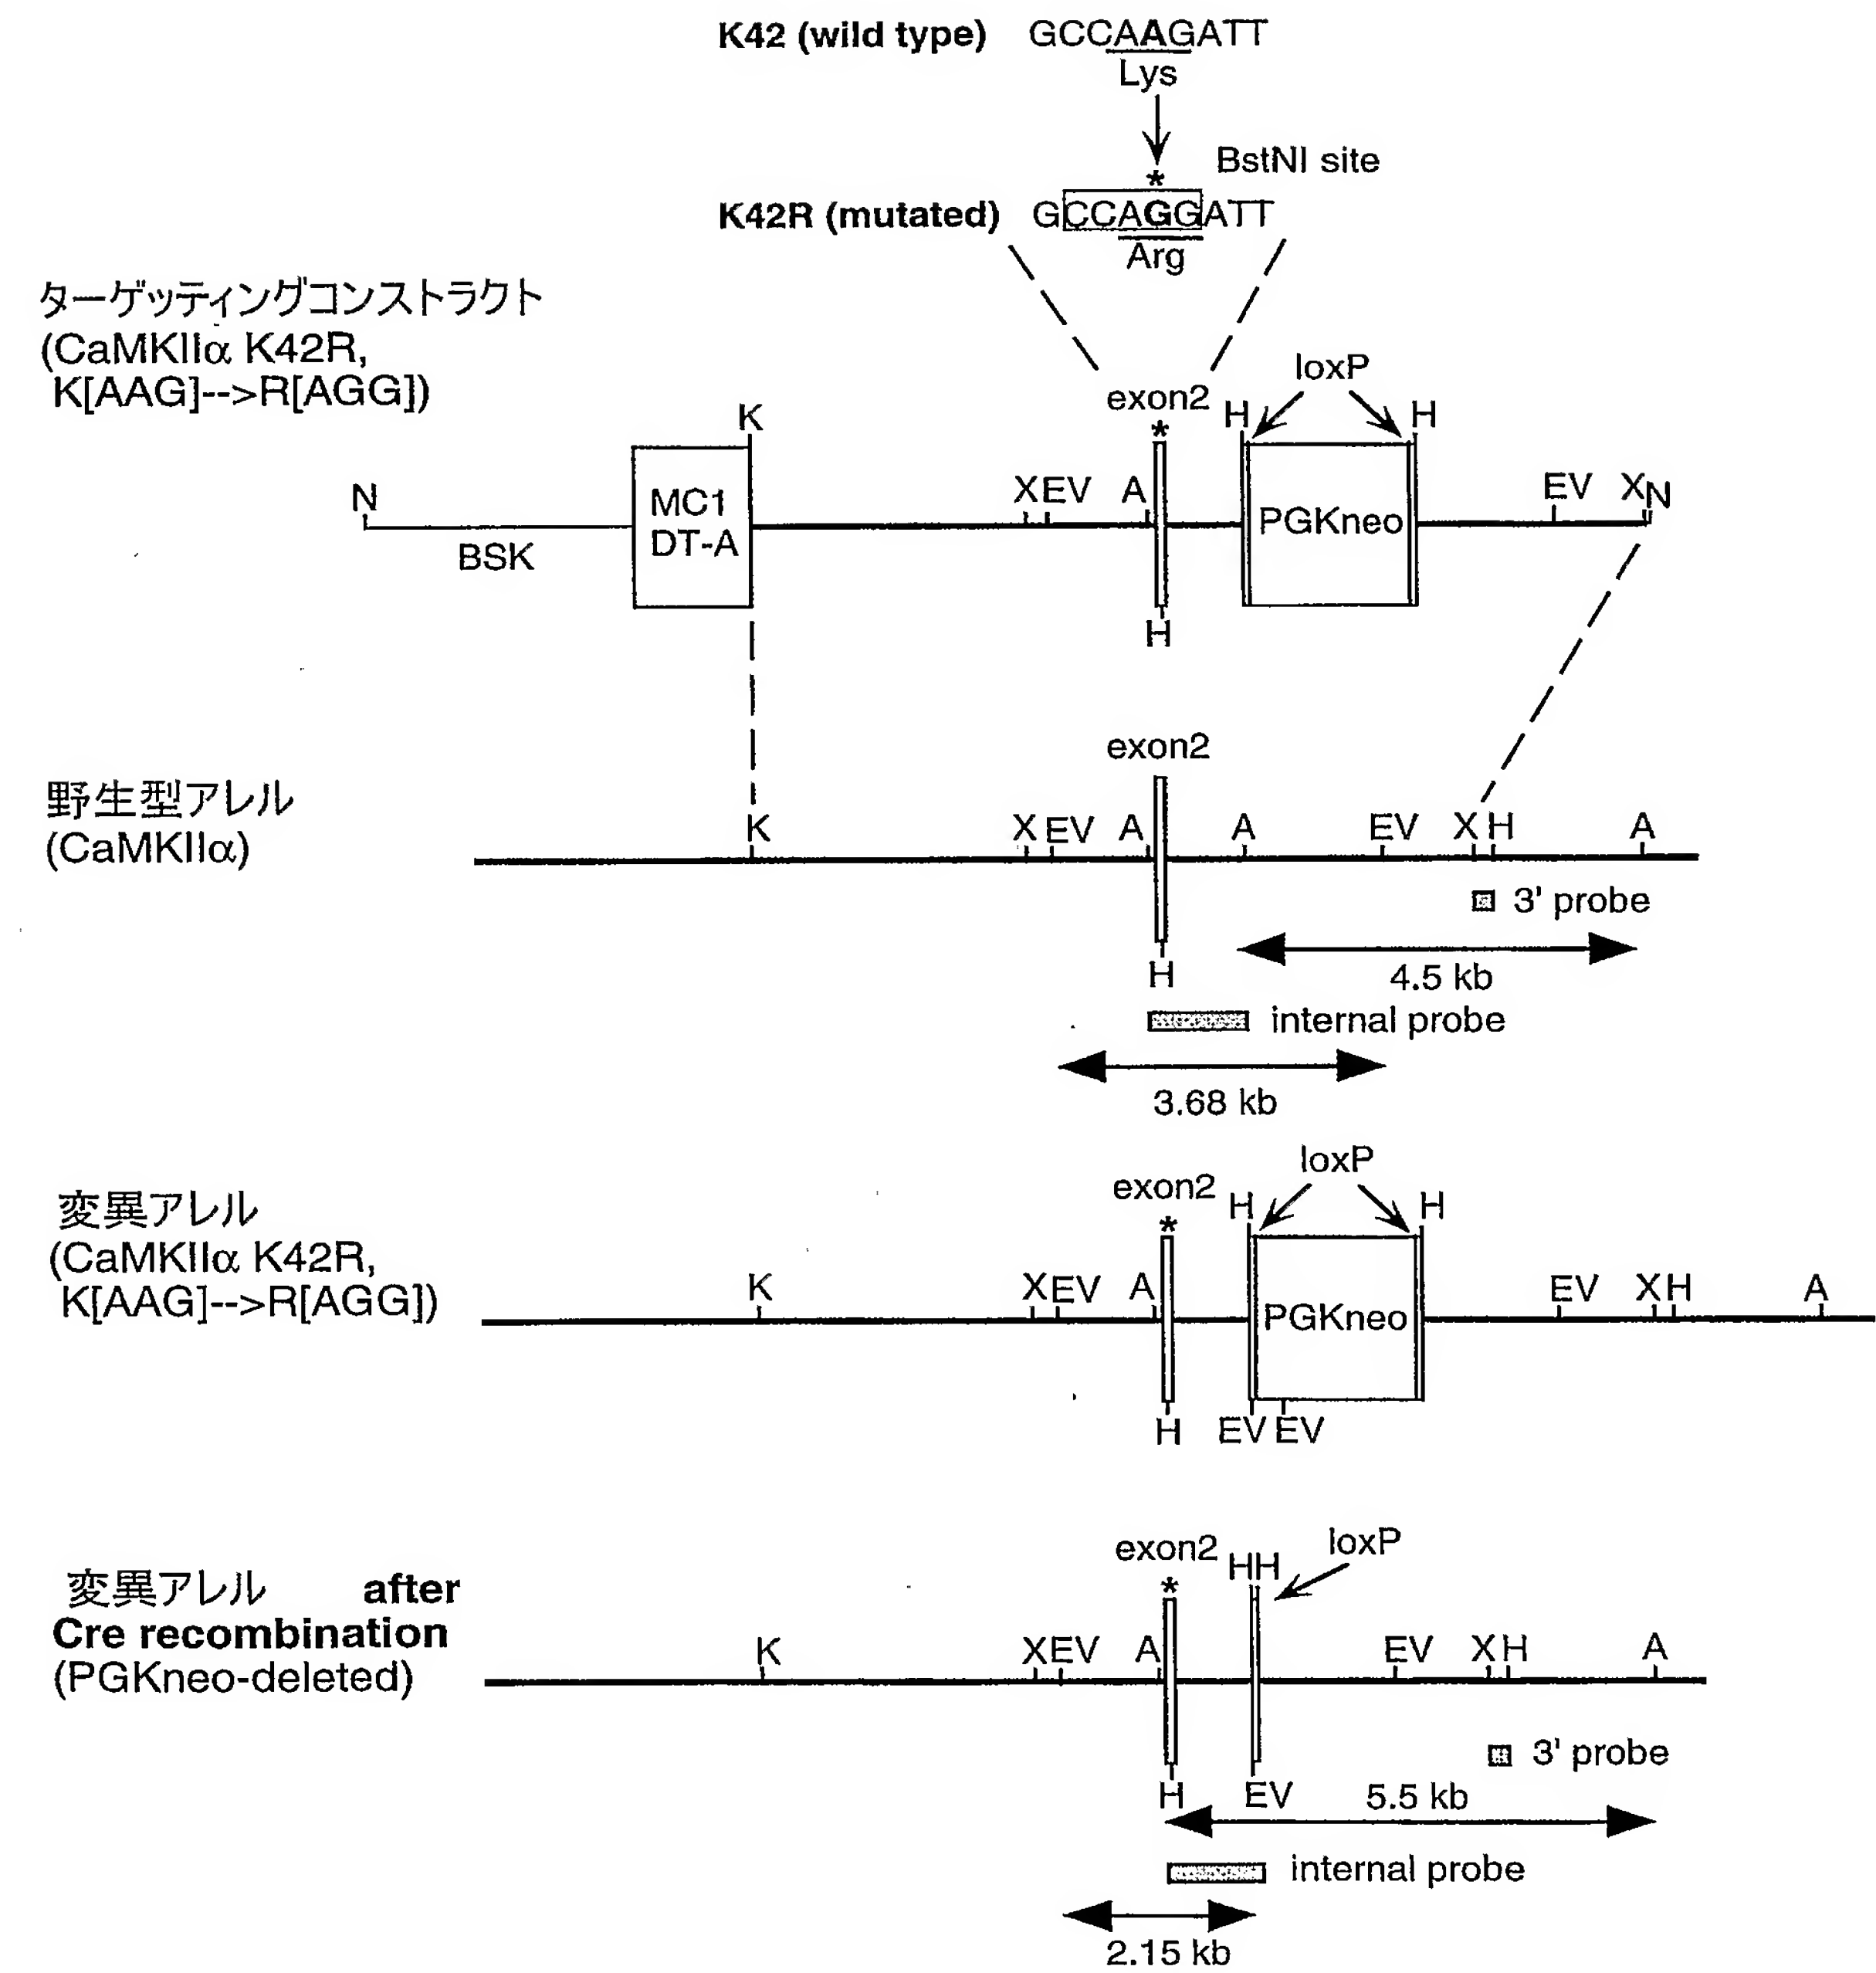 K42 (wild type) GCCAAGATT
Lys
* BstNI site
K42R (mutated) GCCAGGATT
Arg
ターゲッティングコンストラクト
(CaMKIIα K42R,
K[AAG]-->R[AGG])
loxP
exon2
K * H H
N MC1 X EV A PGKneo EV X N
DT-A
BSK
H
exon2
野生型アレル
(CaMKIIα)
K X EV A A EV X H A
3' probe
H 4.5 kb
internal probe
3.68 kb
loxP
exon2 H H
変異アレル
(CaMKIIα K42R,
K[AAG]-->R[AGG])
*
K X EV A PGKneo EV X H A
H EV EV
exon2 HH loxP
変異アレル after
Cre recombination
(PGKneo-deleted)
*
K X EV A EV X H A
3' probe
H EV 5.5 kb
internal probe
2.15 kb